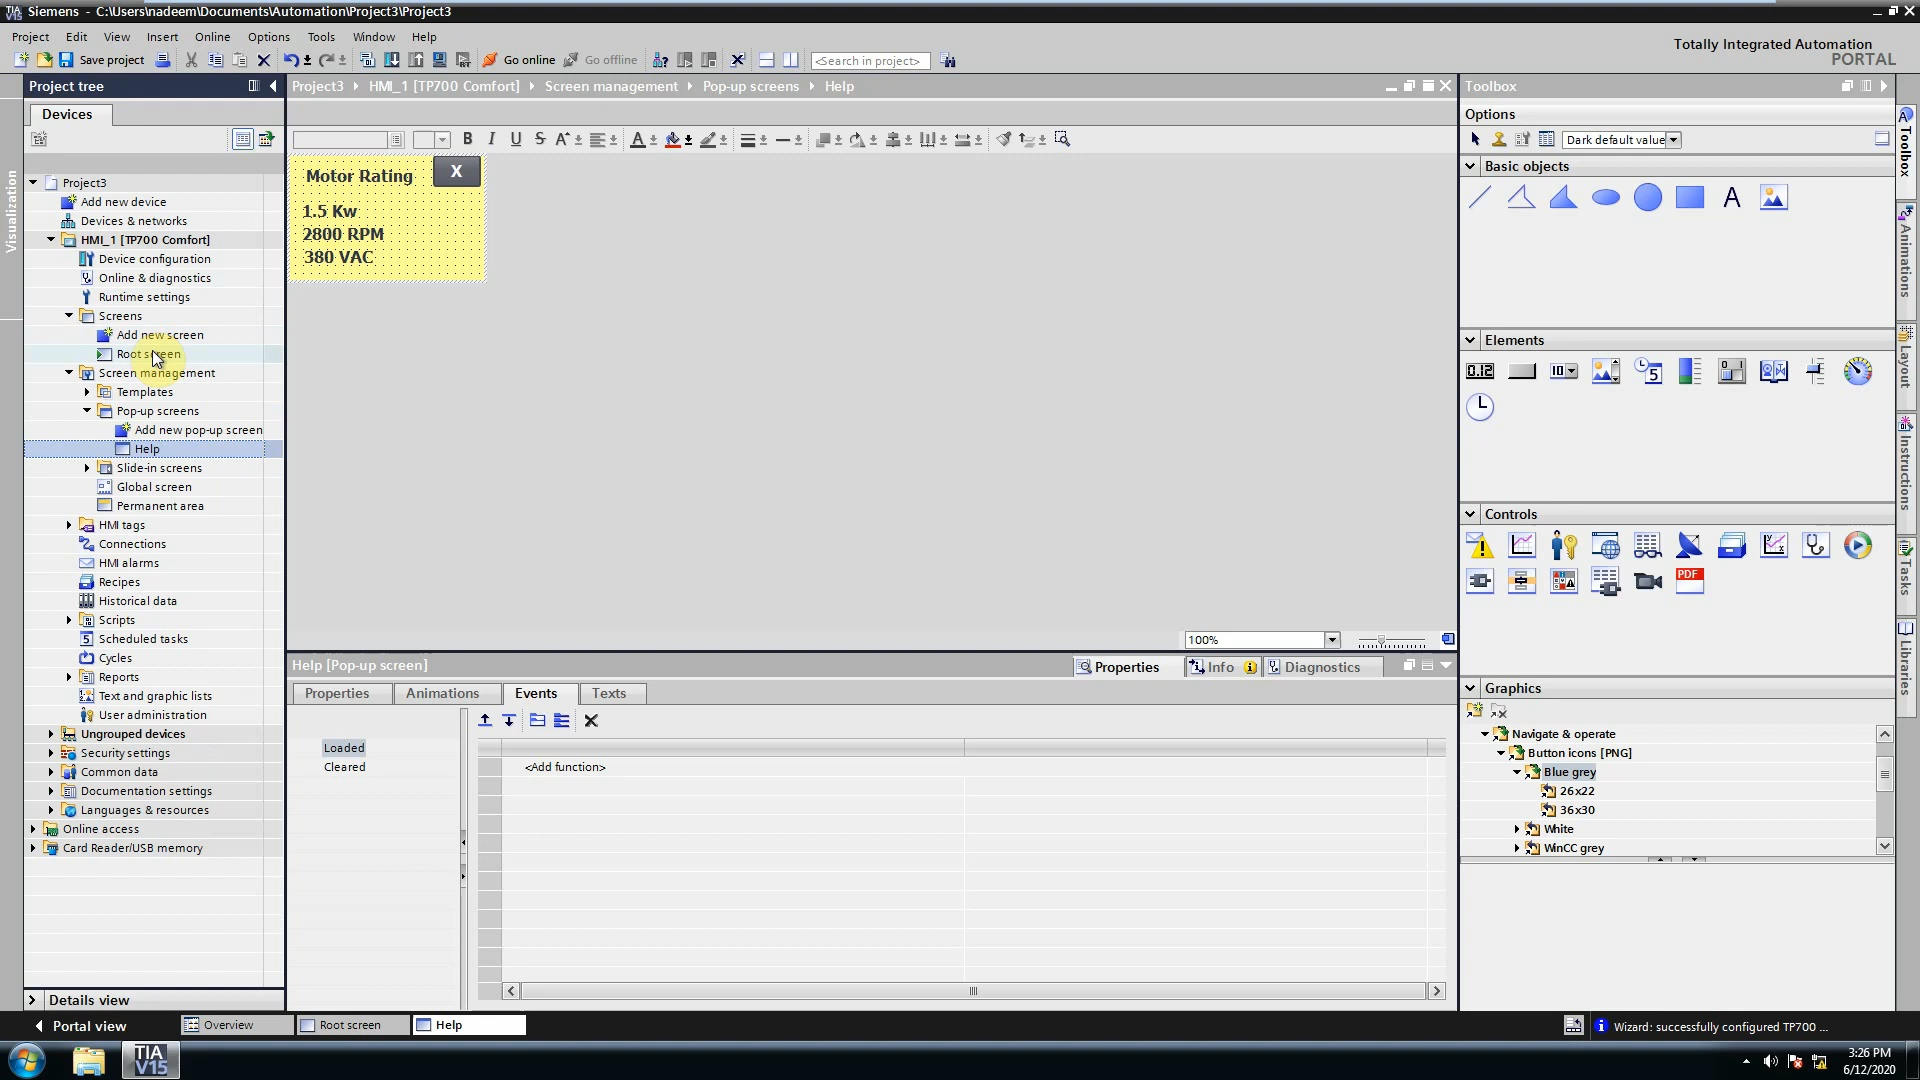 TIA V15 Siemens - C:\Users\nadeem\Documents\Automation\Project3\Project3
Project Edit View Insert Online Options Tools Window Help
Totally Integrated Automation
PORTAL
Save project Go online Go offline <Search in project>
Project tree
Project3 HMI_1 [TP700 Comfort] Screen management Pop-up screens Help
Toolbox
Devices
Options
B I U S A A
Dark default value
Visualization
Project3
Add new device
Devices & networks
HMI_1 [TP700 Comfort]
Device configuration
Online & diagnostics
Runtime settings
Screens
Add new screen
Root screen
Screen management
Templates
Pop-up screens
Add new pop-up screen
Help
Slide-in screens
Global screen
Permanent area
HMI tags
Connections
HMI alarms
Recipes
Historical data
Scripts
Scheduled tasks
Cycles
Reports
Text and graphic lists
User administration
Ungrouped devices
Security settings
Common data
Documentation settings
Languages & resources
Online access
Card Reader/USB memory
Details view
Motor Rating X
1.5 Kw
2800 RPM
380 VAC
100%
Help [Pop-up screen] Properties Info Diagnostics
Properties Animations Events Texts
Loaded
Cleared
<Add function>
Basic objects
A
Elements
0.12 10 5
Controls
PDF
Graphics
Navigate & operate
Button icons [PNG]
Blue grey
26x22
36x30
White
WinCC grey
Toolbox
Animations
Layout
Instructions
Tasks
Libraries
Portal view Overview Root screen Help Wizard: successfully configured TP700 ...
TIA V15
3:26 PM
6/12/2020